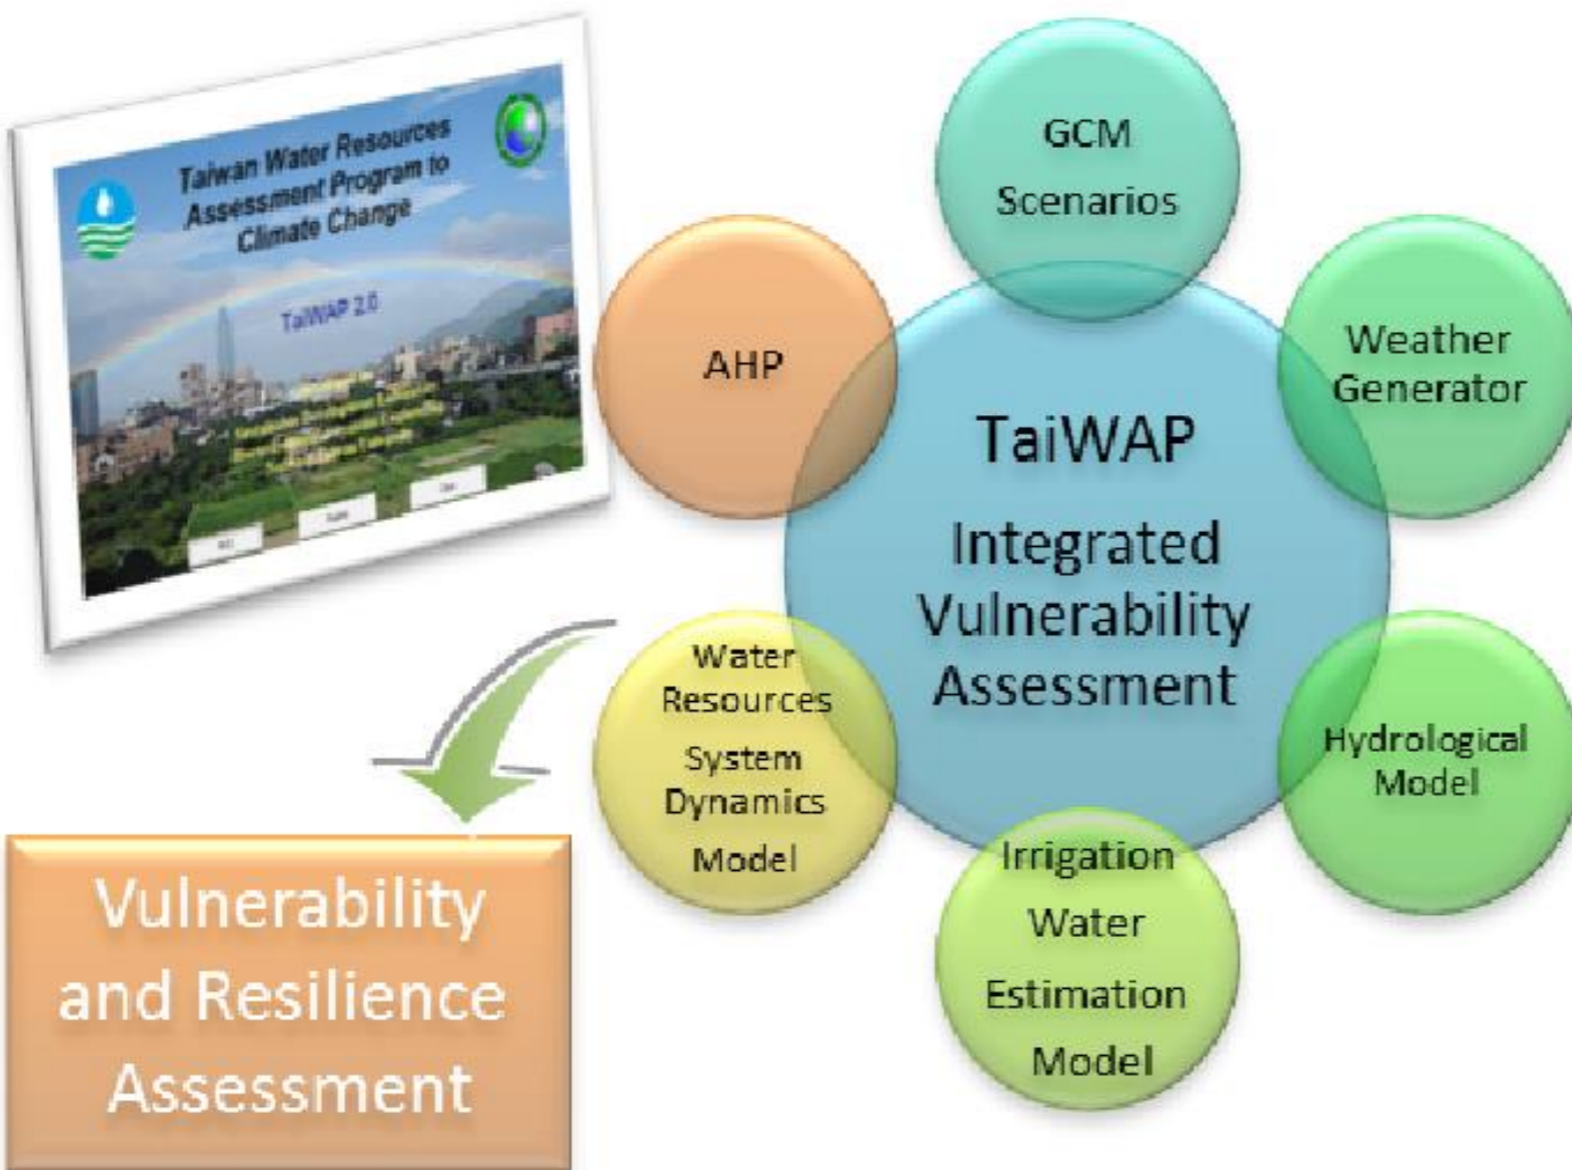 Taiwan Water Resources
Assessment Program to
Climate Change
TaiWAP 2.0
GCM
Scenarios
AHP
Weather
Generator
TaiWAP
Integrated
Vulnerability
Assessment
Water
Resources
System
Dynamics
Model
Hydrological
Model
Irrigation
Water
Estimation
Model
Vulnerability
and Resilience
Assessment